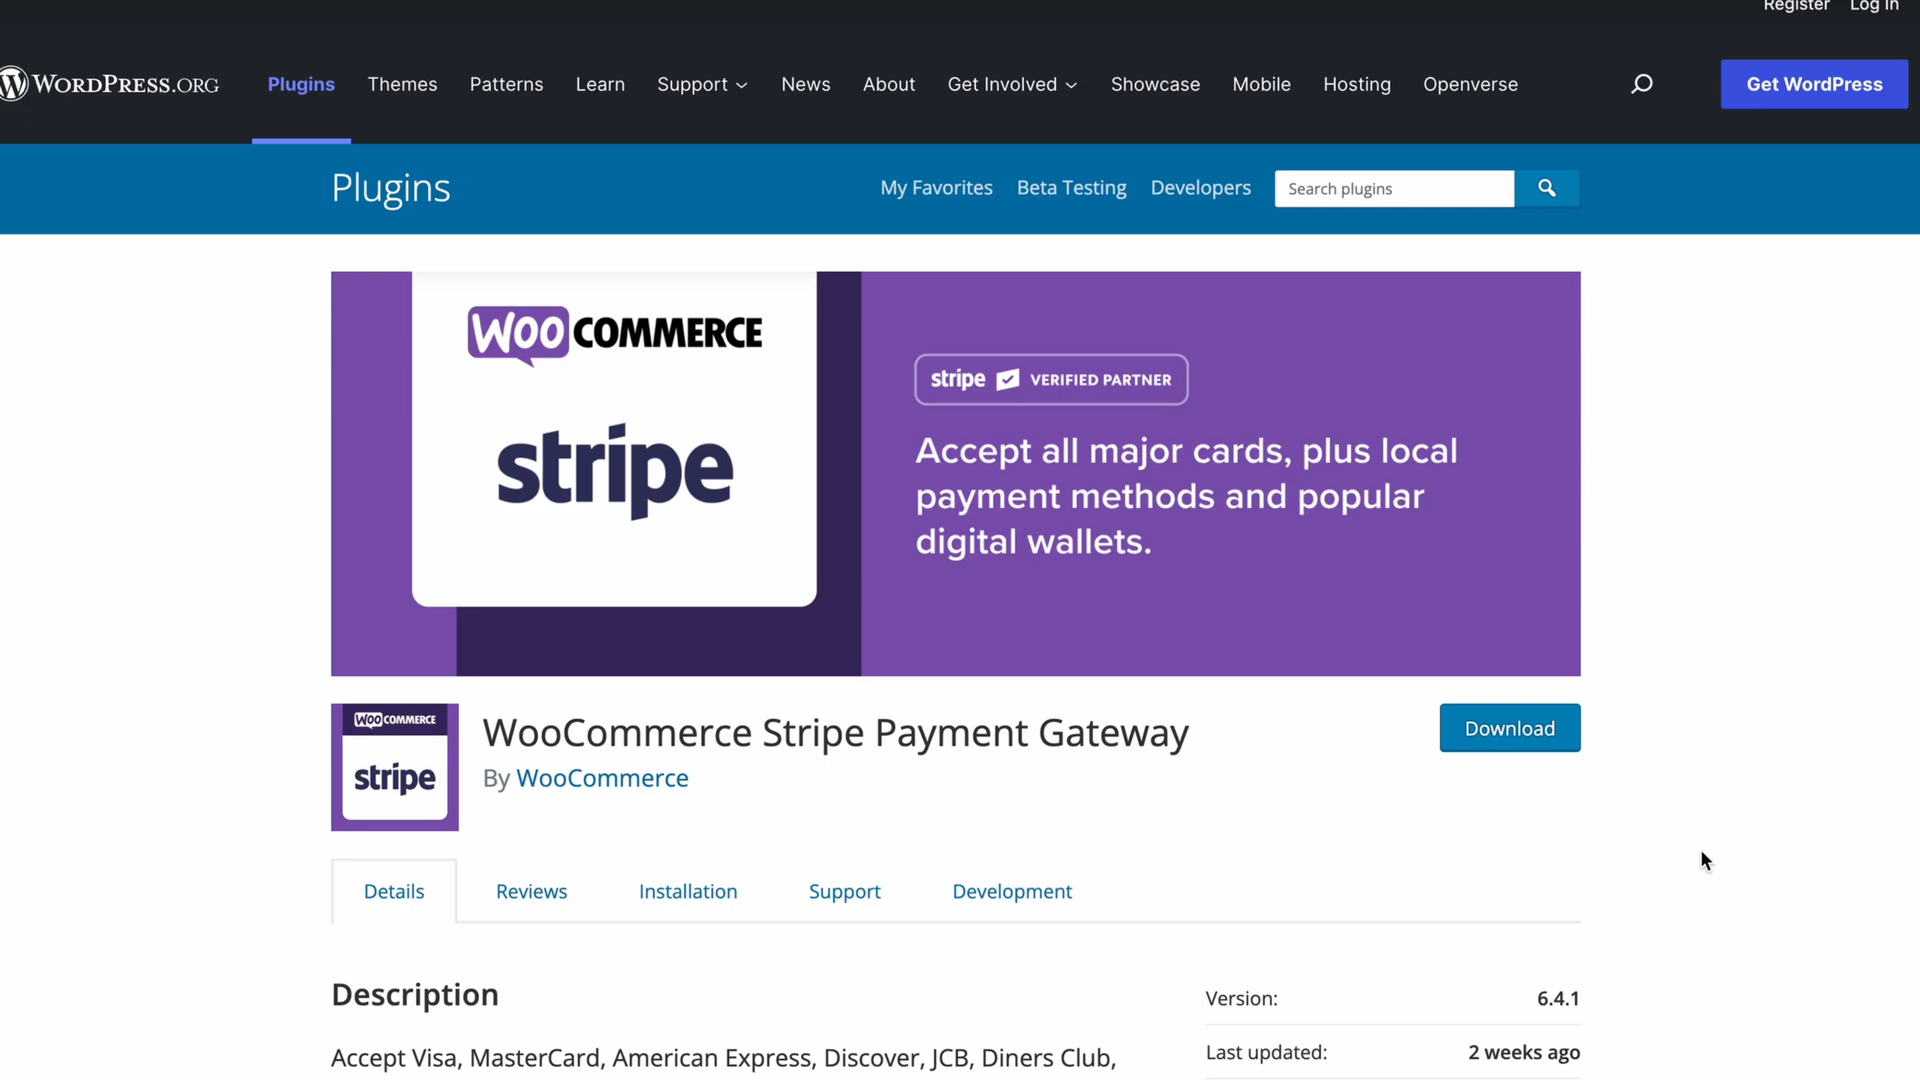 Register Log In
WORDPRESS.ORG Plugins Themes Patterns Learn Support News About Get Involved Showcase Mobile Hosting Openverse Get WordPress
Plugins My Favorites Beta Testing Developers Search plugins
WOO COMMERCE
stripe
stripe VERIFIED PARTNER
Accept all major cards, plus local
payment methods and popular
digital wallets.
WOO COMMERCE
stripe
WooCommerce Stripe Payment Gateway
By WooCommerce
Download
Details Reviews Installation Support Development
Description
Accept Visa, MasterCard, American Express, Discover, JCB, Diners Club,
Version: 6.4.1
Last updated: 2 weeks ago